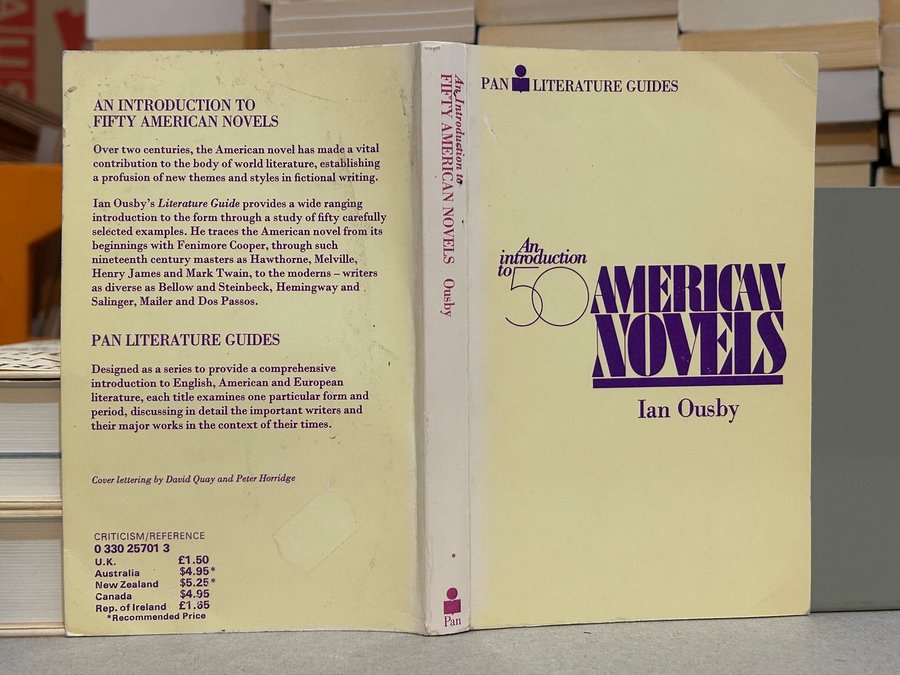 AN INTRODUCTION TO
FIFTY AMERICAN NOVELS
Over two centuries, the American novel has made a vital
contribution to the body of world literature, establishing
a profusion of new themes and styles in fictional writing.
Ian Ousby's Literature Guide provides a wide ranging
introduction to the form through a study of fifty carefully
selected examples. He traces the American novel from its
beginnings with Fenimore Cooper, through such
nineteenth century masters as Hawthorne, Melville,
Henry James and Mark Twain, to the moderns – writers
as diverse as Bellow and Steinbeck, Hemingway and
Salinger, Mailer and Dos Passos.
PAN LITERATURE GUIDES
Designed as a series to provide a comprehensive
introduction to English, American and European
literature, each title examines one particular form and
period, discussing in detail the important writers and
their major works in the context of their times.
Cover lettering by David Quay and Peter Horridge
CRITICISM/REFERENCE
0 330 25701 3
U.K. £1.50
Australia $4.95*
New Zealand $5.25*
Canada $4.95
Rep. of Ireland £1.65
*Recommended Price
An Introduction to
FIFTY AMERICAN NOVELS Ousby
Pan
PAN LITERATURE GUIDES
An
introduction
to 50 AMERICAN
NOVELS
Ian Ousby